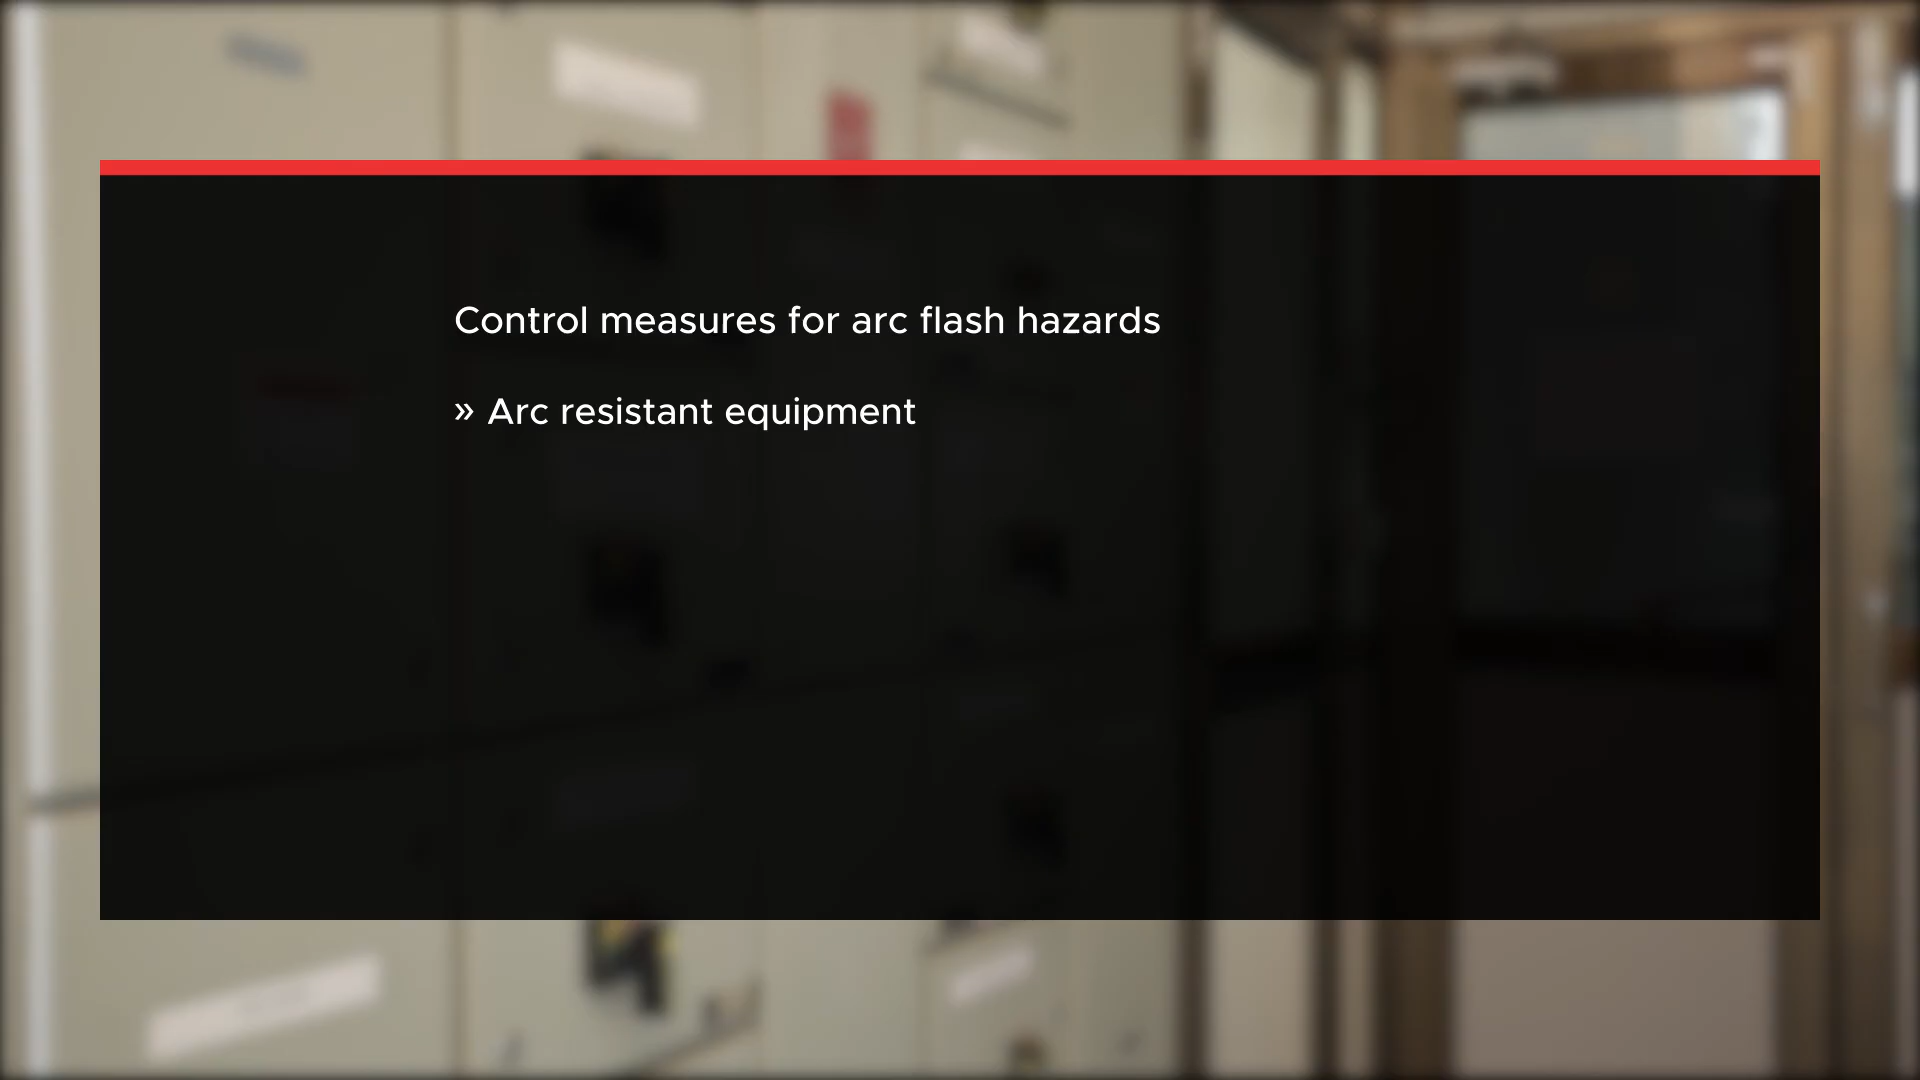 Control measures for arc flash hazards
» Arc resistant equipment